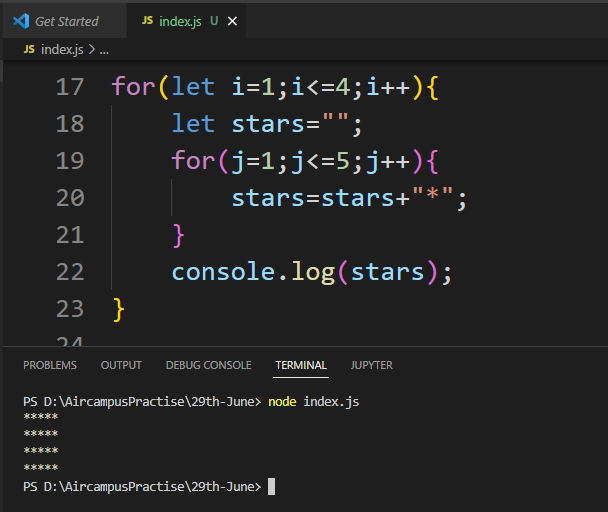 Get Started JS index.js U ×
JS index.js > ...
17 for(let i=1;i<=4;i++){
18     let stars="";
19     for(j=1;j<=5;j++){
20         stars=stars+"*";
21     }
22     console.log(stars);
23 }
24
PROBLEMS OUTPUT DEBUG CONSOLE TERMINAL JUPYTER
PS D:\AircampusPractise\29th-June> node index.js
*****
*****
*****
*****
PS D:\AircampusPractise\29th-June>